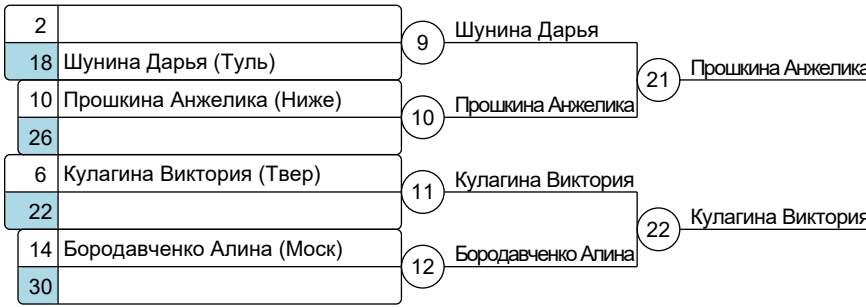 2
9
Шунина Дарья
18 Шунина Дарья (Туль)
21
Прошкина Анжелика
10 Прошкина Анжелика (Ниже)
10
Прошкина Анжелика
26
6 Кулагина Виктория (Твер)
11
Кулагина Виктория
22
22
Кулагина Виктория
14 Бородавченко Алина (Моск)
12
Бородавченко Алина
30